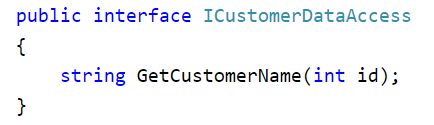 public interface ICustomerDataAccess
{
    string GetCustomerName(int id);
}